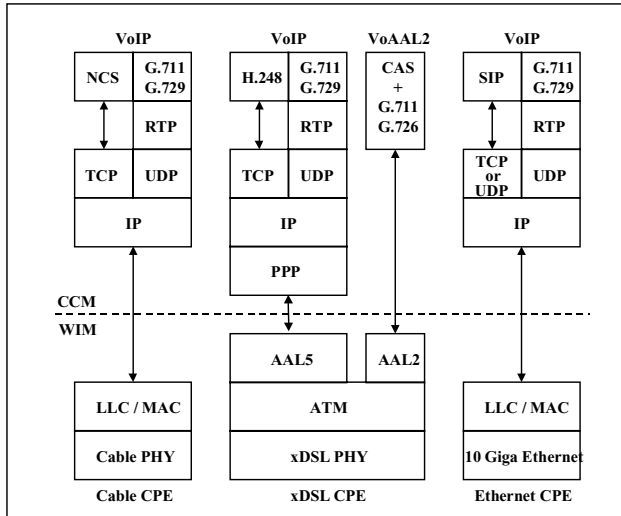 VoIP
VoIP
VoAAL2
VoIP
NCS
G.711
G.729
H.248
G.711
G.729
CAS
+
G.711
G.726
SIP
G.711
G.729
RTP
RTP
RTP
TCP
UDP
TCP
UDP
TCP
or
UDP
UDP
IP
IP
IP
PPP
CCM
WIM
AAL5
AAL2
LLC / MAC
ATM
LLC / MAC
Cable PHY
xDSL PHY
10 Giga Ethernet
Cable CPE
xDSL CPE
Ethernet CPE